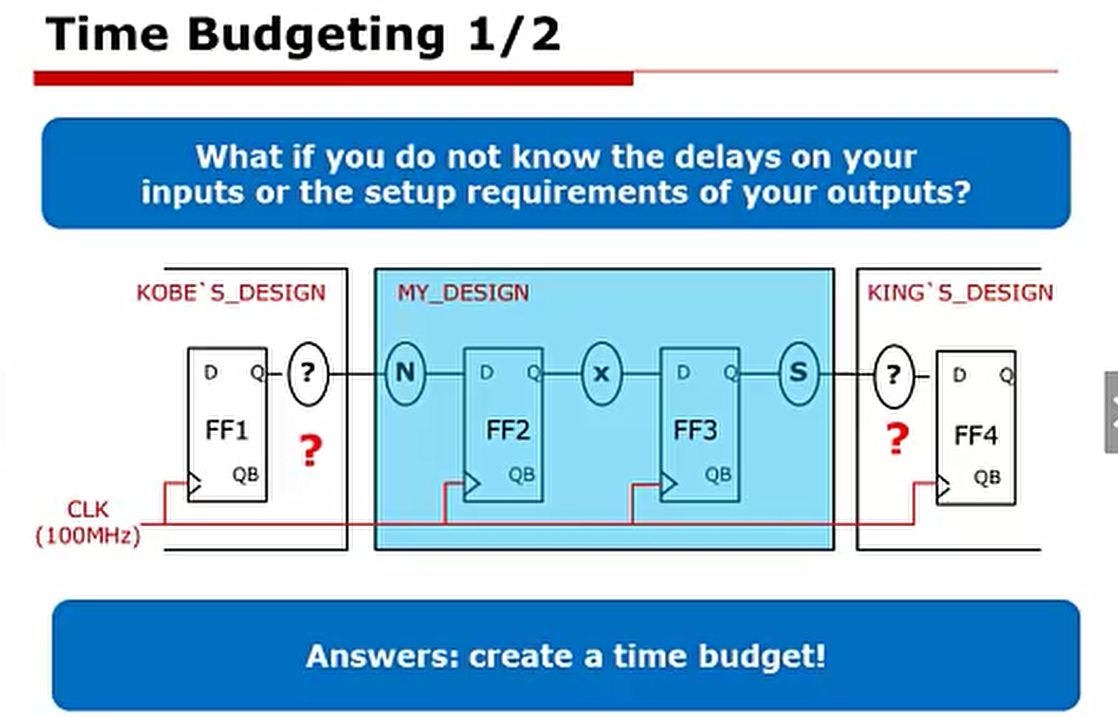 Time Budgeting 1/2
What if you do not know the delays on your
inputs or the setup requirements of your outputs?
KOBE`S_DESIGN
MY_DESIGN
KING`S_DESIGN
D Q ? N D Q x D Q S ? D Q
FF1 ? FF2 FF3 ? FF4
QB QB QB QB
CLK
(100MHz)
Answers: create a time budget!